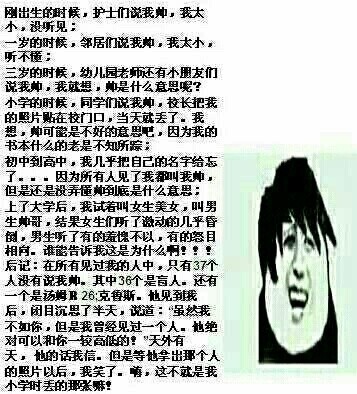 刚出生的时候，护士们说我帅，我太
小，没听见；
一岁的时候，邻居们说我帅，我太小，
听不懂；
三岁的时候，幼儿园老师还有小朋友们
说我帅，我就想，帅是什么意思呢？
小学的时候，同学们说我帅，校长把我
的照片贴在校门口，当天就丢了。我
想，帅可能是不好的意思吧，因为我的
书本什么的老是不知所踪；
初中到高中，我几乎把自己的名字给忘
了。。。因为所有人见了我都叫我帅，
但是还是没弄懂帅到底是什么意思；
上了大学后，我试着叫女生美女，叫男
生帅哥，结果女生们听了激动的几乎昏
倒，男生听了有的羞愧不以，有的怒目
相向。谁能告诉我这是为什么啊！！！
后记：在所有见过我的人中，只有37个
人没有说我帅。其中36个是盲人。还有
一个是汤姆R 26;克鲁斯。他见到我
后，闭目沉思了半天，说道：“虽然我
不如你，但是我曾经见过一个人。他绝
对可以和你一较高低的！”天外有
天，他的话我信。但是等他拿出那个人
的照片以后，我笑了。嘀，这不就是我
小学时丢的那张嘛！